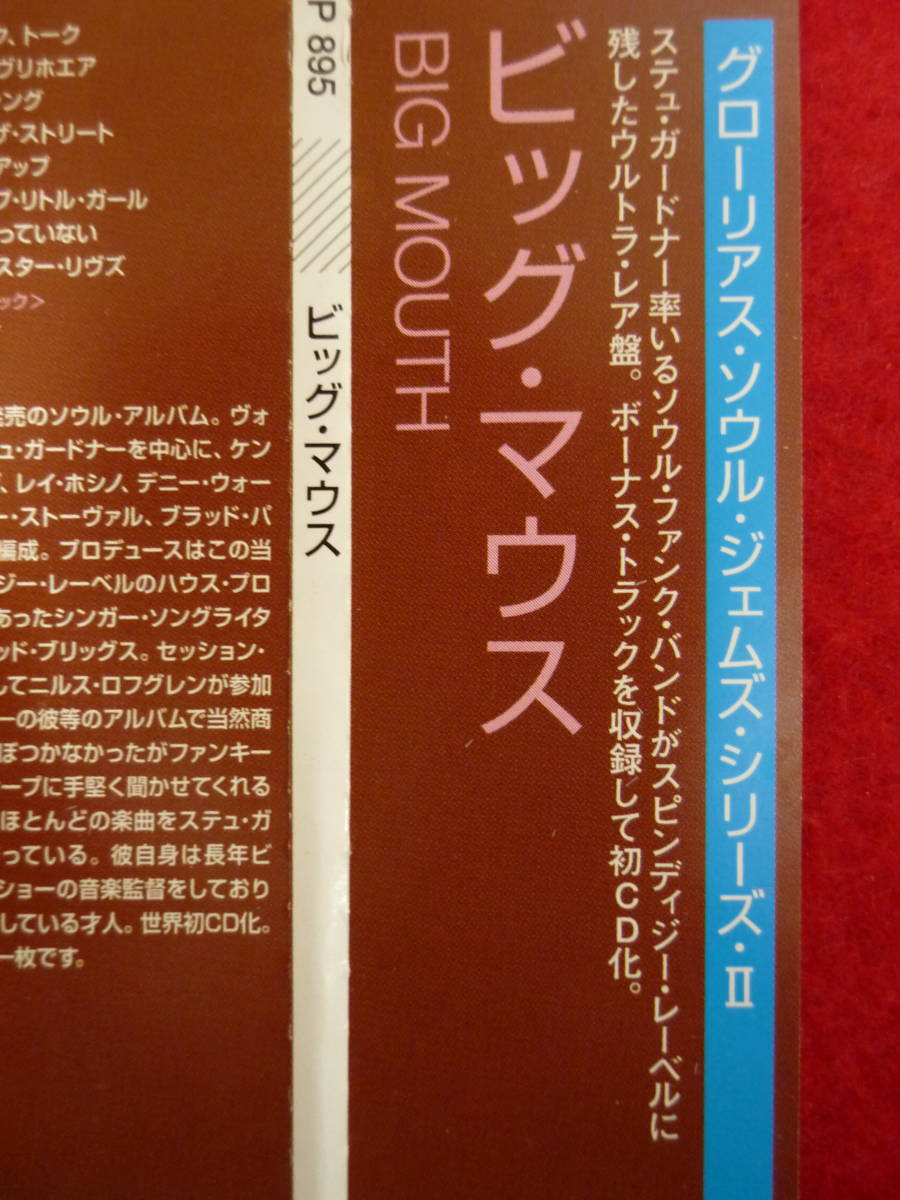 グローリアス・ソウル・ジェムズ・シリーズ・Ⅱ
ステュ・ガードナー率いるソウル・ファンク・バンドがスピンディジー・レーベルに
残したウルトラ・レア盤。ボーナス・トラックを収録して初CD化。
ビッグ・マウス
BIG MOUTH
P 895
ビッグ・マウス
、トーク
ヴリホエア
ング
ザ・ストリート
アップ
ブ・リトル・ガール
っていない
スター・リヴズ
ック>
売のソウル・アルバム。ヴォ
ュ・ガードナーを中心に、ケン
、レイ・ホシノ、デニー・ウォー
ー・ストーヴァル、ブラッド・パ
編成。プロデュースはこの当
ジー・レーベルのハウス・プロ
あったシンガー・ソングライタ
ッド・ブリッグス。セッション・
してニルス・ロフグレンが参加
ーの彼等のアルバムで当然商
ぼつかなかったがファンキー
ープに手堅く聞かせてくれる
ほとんどの楽曲をステュ・ガ
っている。彼自身は長年ビ
ショーの音楽監督をしており
している才人。世界初CD化。
一枚です。